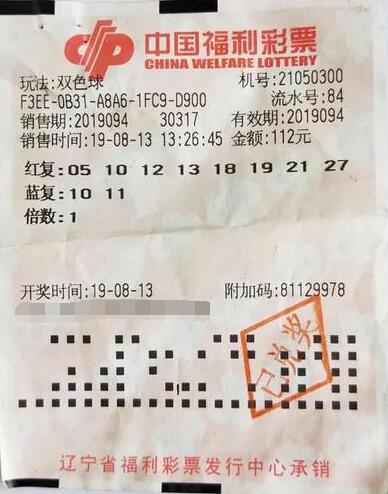 中国福利彩票
CHINA WELFARE LOTTERY
玩法:双色球 机号:21050300
F3EE-0B31-A8A6-1FC9-D900 流水号:84
销售期:2019094 30317 有效期:2019094
销售时间:19-08-13 13:26:45 金额:112元
红复:05 10 12 13 18 19 21 27
蓝复:10 11
倍数:1
开奖时间:19-08-13 附加码:81129978
已兑奖
辽宁省福利彩票发行中心承销